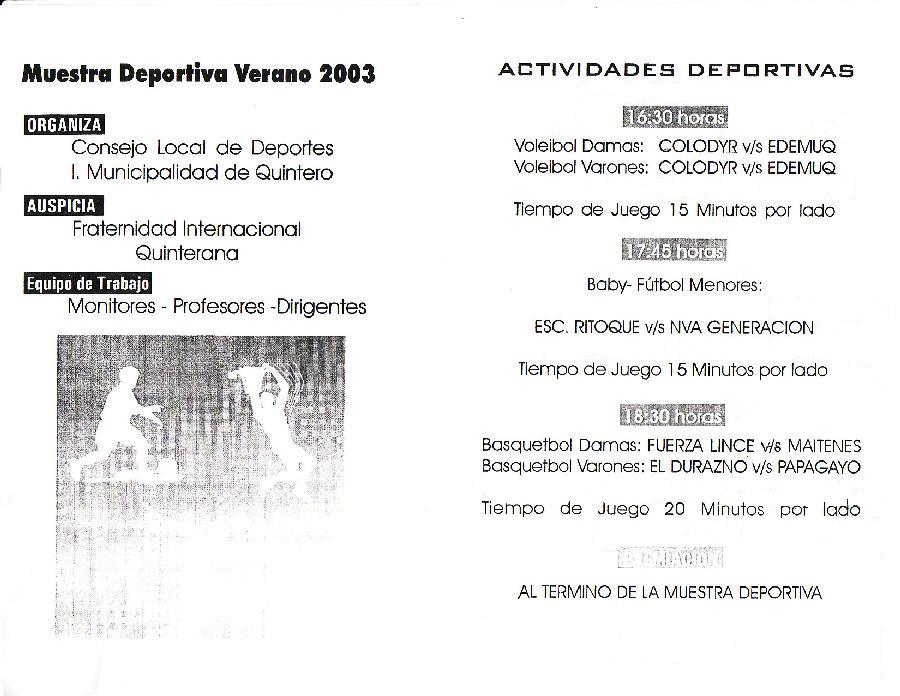 Muestra Deportiva Verano 2003
ORGANIZA
Consejo Local de Deportes
I. Municipalidad de Quintero
AUSPICIA
Fraternidad Internacional
Quinterana
Equipo de Trabajo
Monitores - Profesores -Dirigentes
ACTIVIDADES DEPORTIVAS
16:30 horas
Voleibol Damas: COLODYR v/s EDEMUQ
Voleibol Varones: COLODYR v/s EDEMUQ
Tiempo de Juego 15 Minutos por lado
17:45 horas
Baby- Fútbol Menores:
ESC. RITOQUE v/s NVA GENERACION
Tiempo de Juego 15 Minutos por lado
18:30 horas
Basquetbol Damas: FUERZA LINCE v/s MAITENES
Basquetbol Varones: EL DURAZNO v/s PAPAGAYO
Tiempo de Juego 20 Minutos por lado
PREMIACION
AL TERMINO DE LA MUESTRA DEPORTIVA